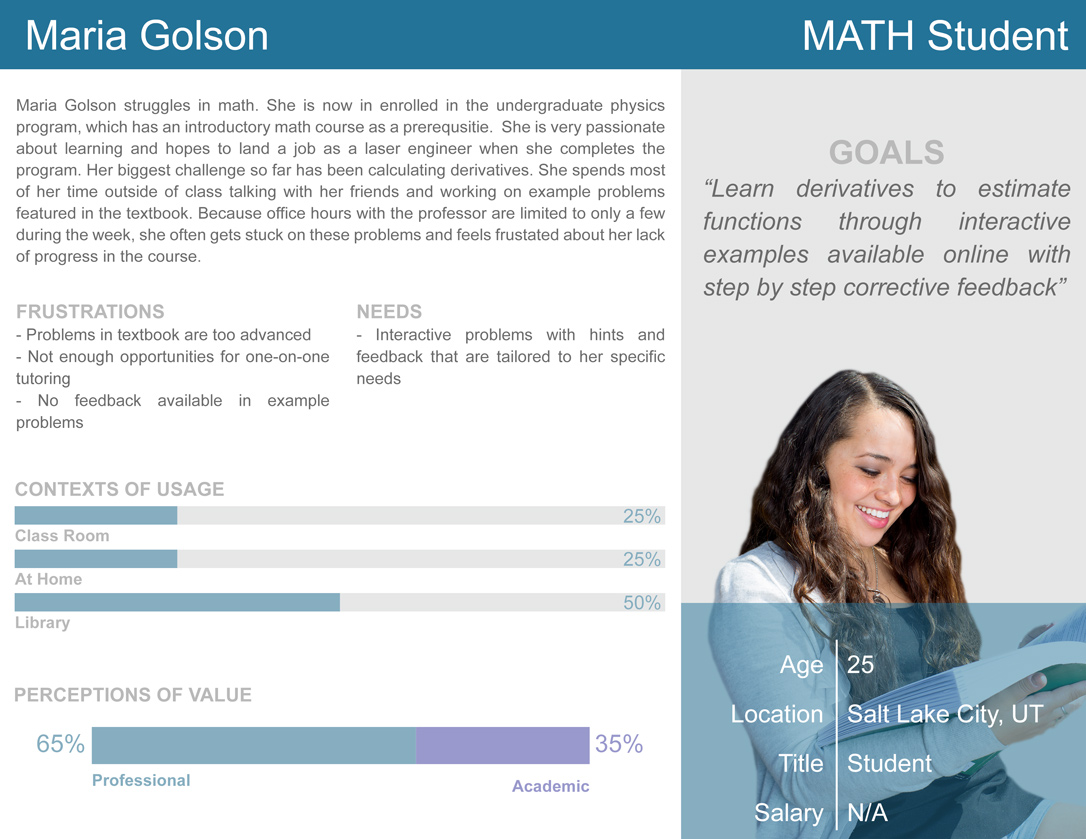 Maria Golson
MATH Student
Maria Golson struggles in math. She is now in enrolled in the undergraduate physics
program, which has an introductory math course as a prerequsitie.  She is very passionate
about learning and hopes to land a job as a laser engineer when she completes the
program. Her biggest challenge so far has been calculating derivatives. She spends most
of her time outside of class talking with her friends and working on example problems
featured in the textbook. Because office hours with the professor are limited to only a few
during the week, she often gets stuck on these problems and feels frustated about her lack
of progress in the course.
FRUSTRATIONS
- Problems in textbook are too advanced
- Not enough opportunities for one-on-one
tutoring
- No feedback available in example
problems
NEEDS
- Interactive problems with hints and
feedback that are tailored to her specific
needs
CONTEXTS OF USAGE
25%
Class Room
25%
At Home
50%
Library
PERCEPTIONS OF VALUE
65%
35%
Professional
Academic
GOALS
“Learn derivatives to estimate
functions through interactive
examples available online with
step by step corrective feedback”
Age 25
Location Salt Lake City, UT
Title Student
Salary N/A